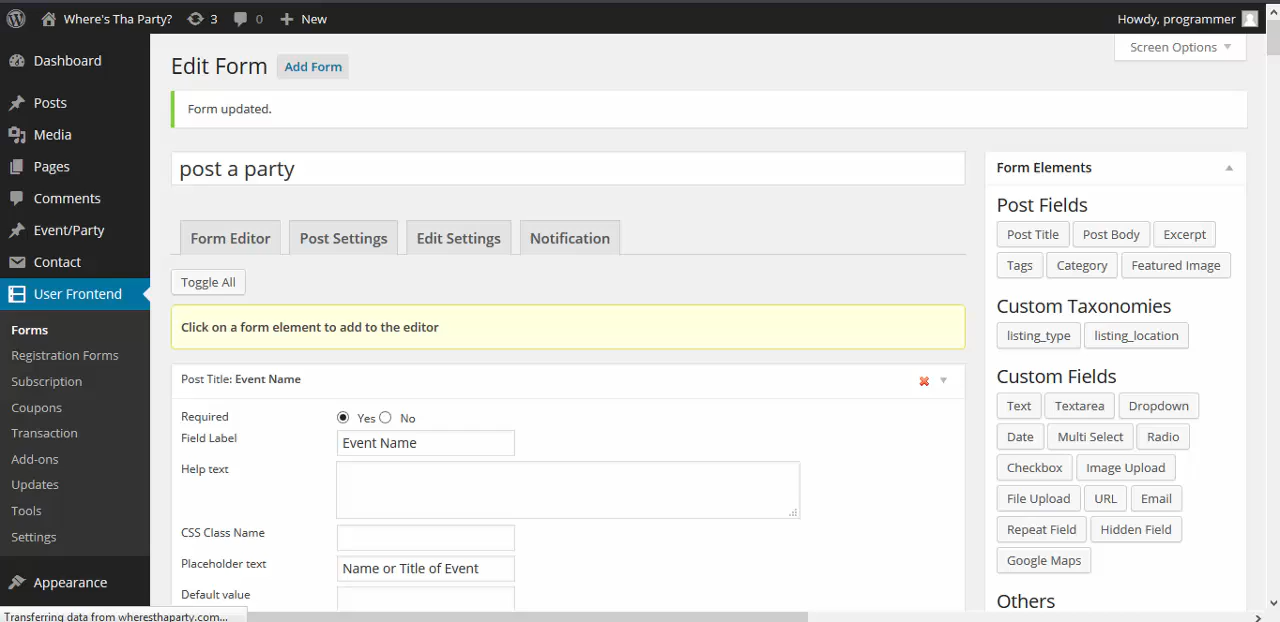 Where's Tha Party? 3 0 New Howdy, programmer
Screen Options
Dashboard
Posts
Media
Pages
Comments
Event/Party
Contact
User Frontend
Forms
Registration Forms
Subscription
Coupons
Transaction
Add-ons
Updates
Tools
Settings
Appearance
Edit Form Add Form
Form updated.
post a party
Form Editor Post Settings Edit Settings Notification
Toggle All
Click on a form element to add to the editor
Post Title: Event Name
Required Yes No
Field Label Event Name
Help text
CSS Class Name
Placeholder text Name or Title of Event
Default value
Form Elements
Post Fields
Post Title Post Body Excerpt
Tags Category Featured Image
Custom Taxonomies
listing_type listing_location
Custom Fields
Text Textarea Dropdown
Date Multi Select Radio
Checkbox Image Upload
File Upload URL Email
Repeat Field Hidden Field
Google Maps
Others
Transferring data from wheresthaparty.com...